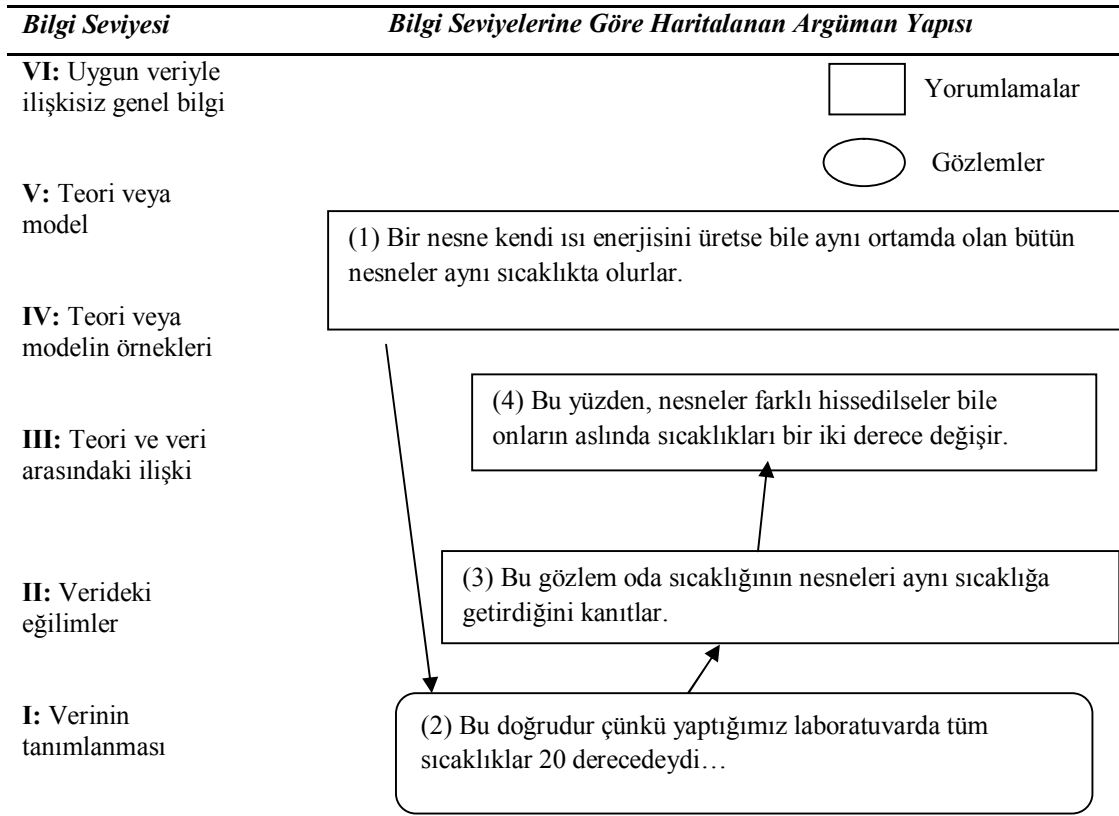 Bilgi Seviyesi
Bilgi Seviyelerine Göre Haritalanan Argüman Yapısı
VI: Uygun veriyle
ilişkisiz genel bilgi
Yorumlamalar
Gözlemler
V: Teori veya
model
(1) Bir nesne kendi ısı enerjisini üretse bile aynı ortamda olan bütün
nesneler aynı sıcaklıkta olurlar.
IV: Teori veya
modelin örnekleri
(4) Bu yüzden, nesneler farklı hissedilseler bile
onların aslında sıcaklıkları bir iki derece değişir.
III: Teori ve veri
arasındaki ilişki
(3) Bu gözlem oda sıcaklığının nesneleri aynı sıcaklığa
getirdiğini kanıtlar.
II: Verideki
eğilimler
I: Verinin
tanımlanması
(2) Bu doğrudur çünkü yaptığımız laboratuvarda tüm
sıcaklıklar 20 derecedeydi…